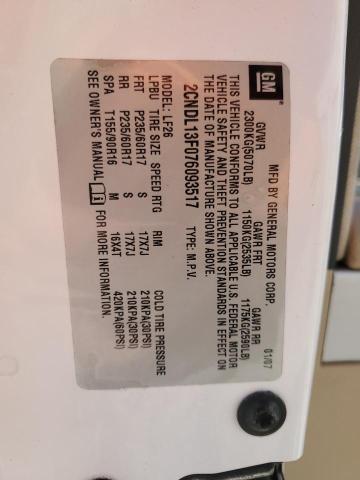 GM
MFD BY GENERAL MOTORS CORP.
01/07
GVWR GAWR FRT GAWR RR
2300KG(5070LB) 1150KG(2535LB) 1175KG(2590LB)
THIS VEHICLE CONFORMS TO ALL APPLICABLE U.S. FEDERAL MOTOR
VEHICLE SAFETY AND THEFT PREVENTION STANDARDS IN EFFECT ON
THE DATE OF MANUFACTURE SHOWN ABOVE.
2CNDL13F076093517 TYPE: M.P.V.
MODEL: LF26
LPBU TIRE SIZE SPEED RTG RIM COLD TIRE PRESSURE
FRT P235/60R17 S 17X7J 210KPA(30PSI)
RR P235/60R17 S 17X7J 210KPA(30PSI)
SPA T155/90R16 M 16X4T 420KPA(60PSI)
SEE OWNER'S MANUAL i FOR MORE INFORMATION.